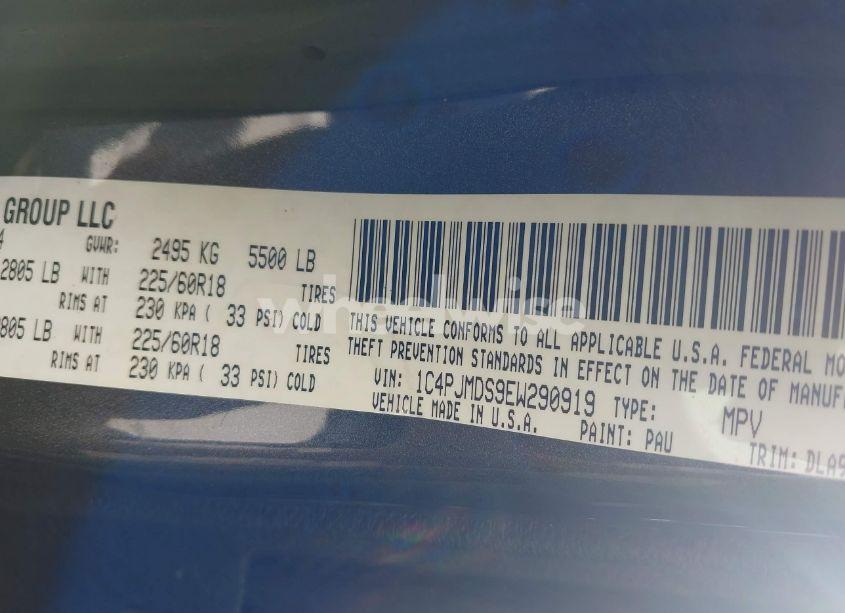 GROUP LLC
4 GVWR: 2495 KG 5500 LB
2805 LB WITH 225/60R18 TIRES
RIMS AT 230 KPA ( 33 PSI) COLD
2805 LB WITH 225/60R18 TIRES
RIMS AT 230 KPA ( 33 PSI) COLD
THIS VEHICLE CONFORMS TO ALL APPLICABLE U.S.A. FEDERAL MO
THEFT PREVENTION STANDARDS IN EFFECT ON THE DATE OF MANUF
VIN: 1C4PJMDS9EW290919 TYPE: MPV
VEHICLE MADE IN U.S.A. PAINT: PAU TRIM: DLA9
wheelwise